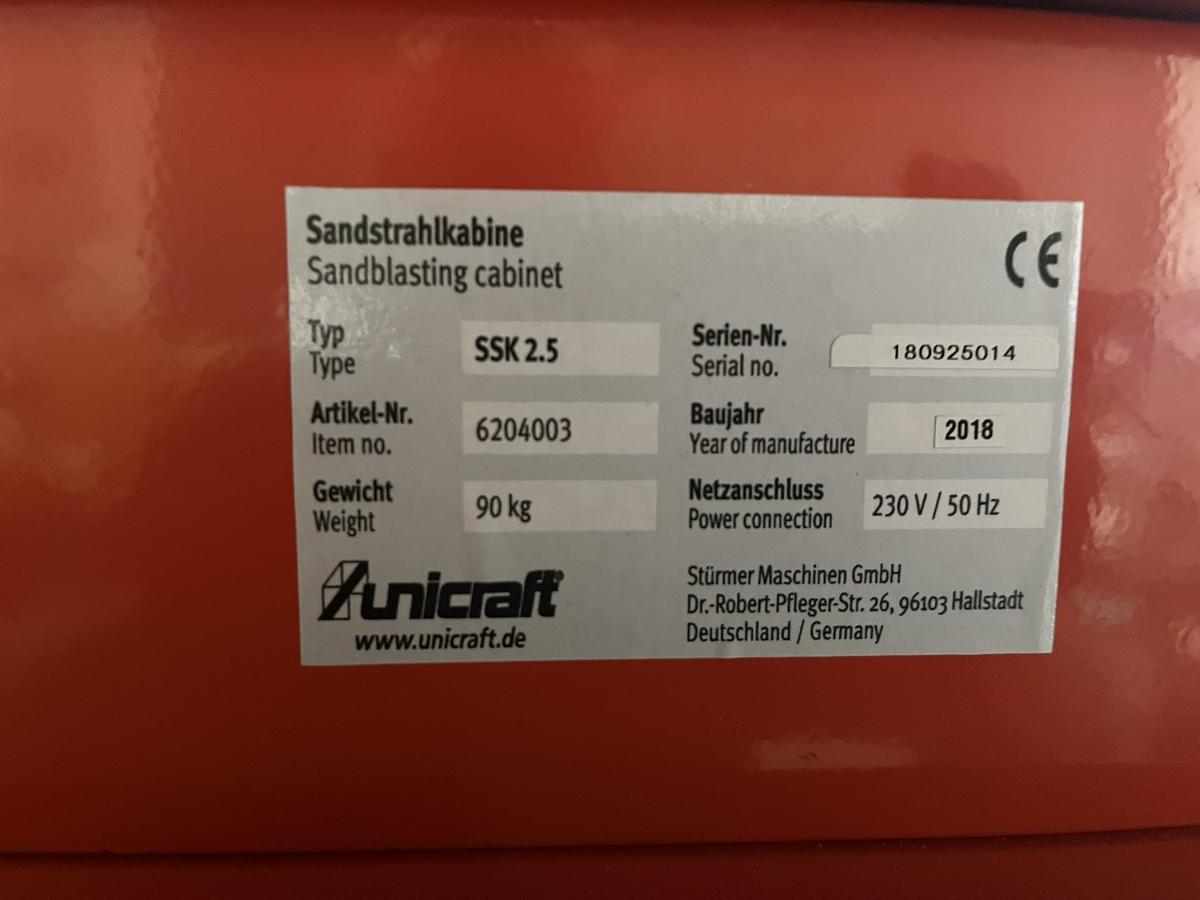 Sandstrahlkabine
Sandblasting cabinet
CE
Typ
Type
SSK 2.5
Serien-Nr.
Serial no.
180925014
Artikel-Nr.
Item no.
6204003
Baujahr
Year of manufacture
2018
Gewicht
Weight
90 kg
Netzanschluss
Power connection
230 V / 50 Hz
unicraft®
www.unicraft.de
Stürmer Maschinen GmbH
Dr.-Robert-Pfleger-Str. 26, 96103 Hallstadt
Deutschland / Germany